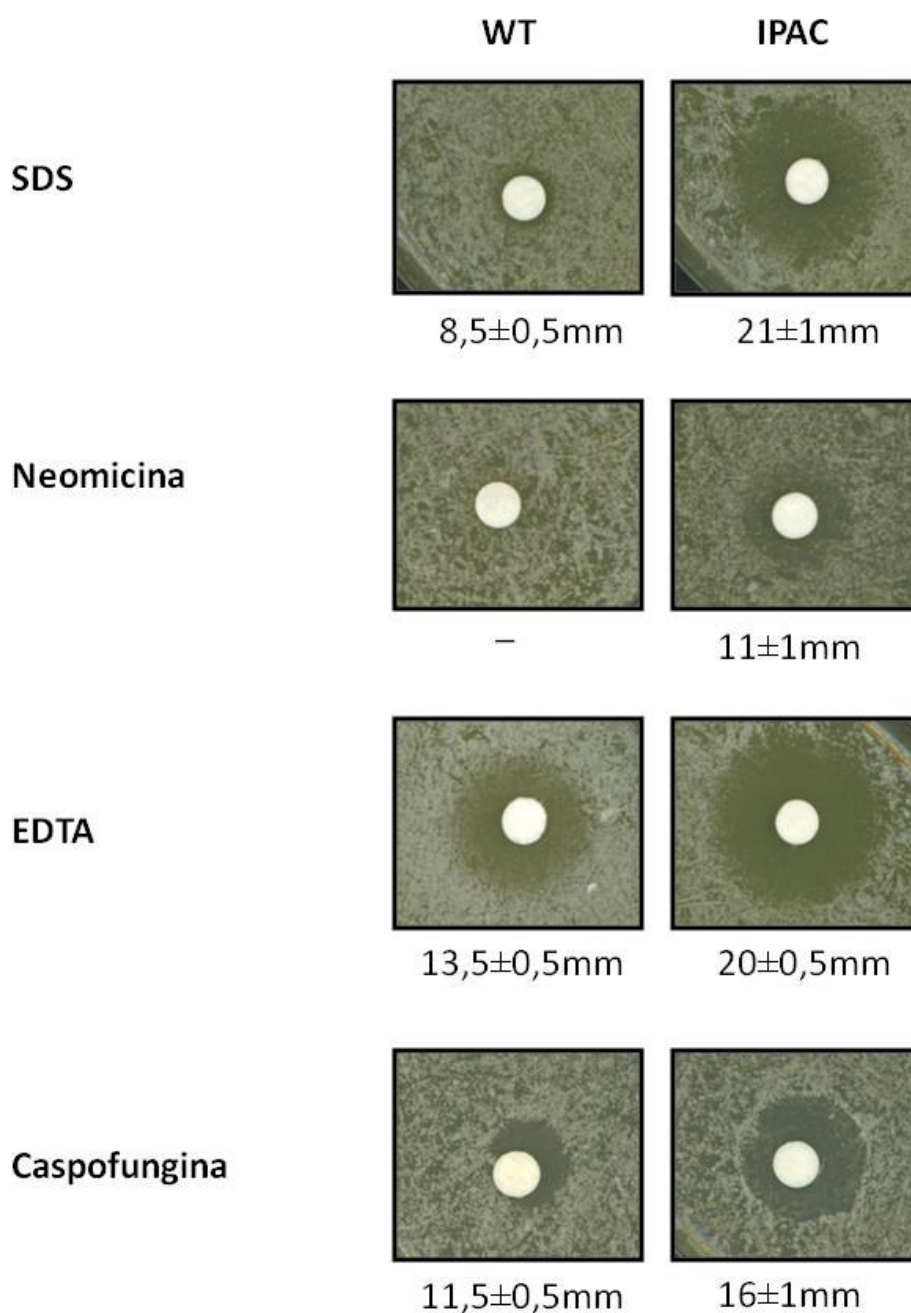 WT IPAC
SDS
8,5±0,5mm 21±1mm
Neomicina
– 11±1mm
EDTA
13,5±0,5mm 20±0,5mm
Caspofungina
11,5±0,5mm 16±1mm